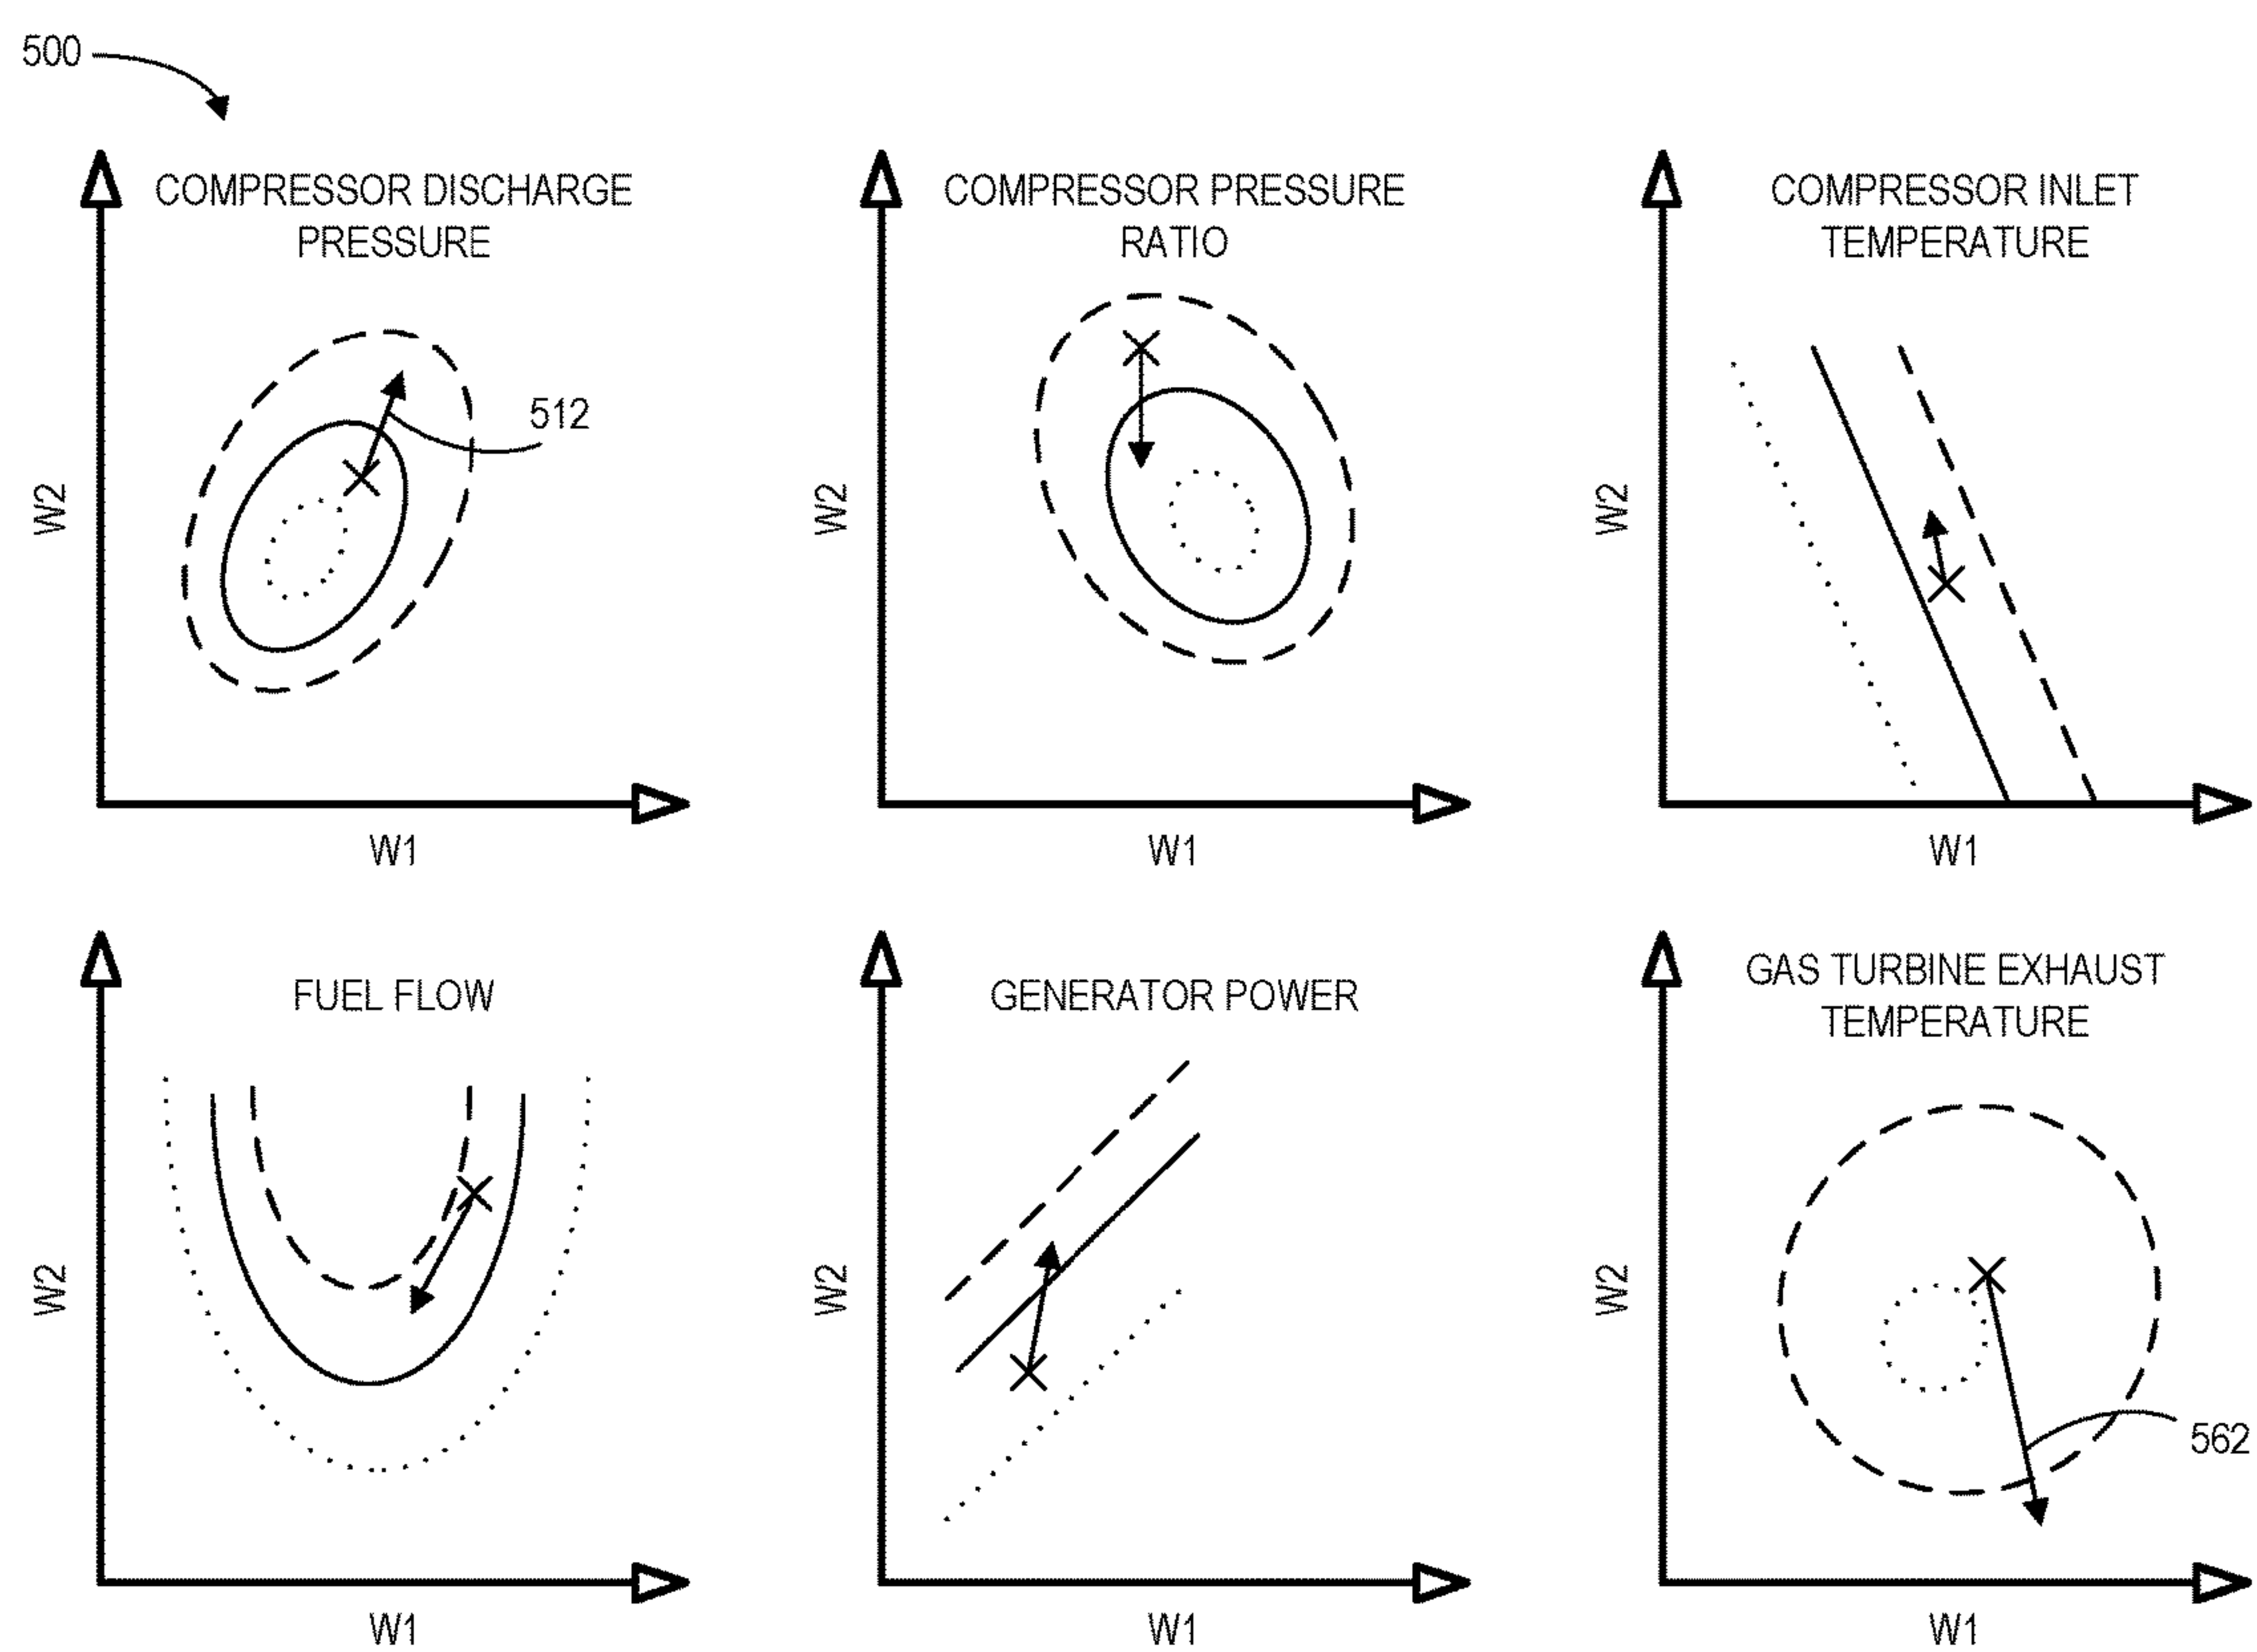 500
COMPRESSOR DISCHARGE
PRESSURE
512
W2
W1
COMPRESSOR PRESSURE
RATIO
W2
W1
COMPRESSOR INLET
TEMPERATURE
W2
W1
FUEL FLOW
W2
W1
GENERATOR POWER
W2
W1
GAS TURBINE EXHAUST
TEMPERATURE
562
W2
W1